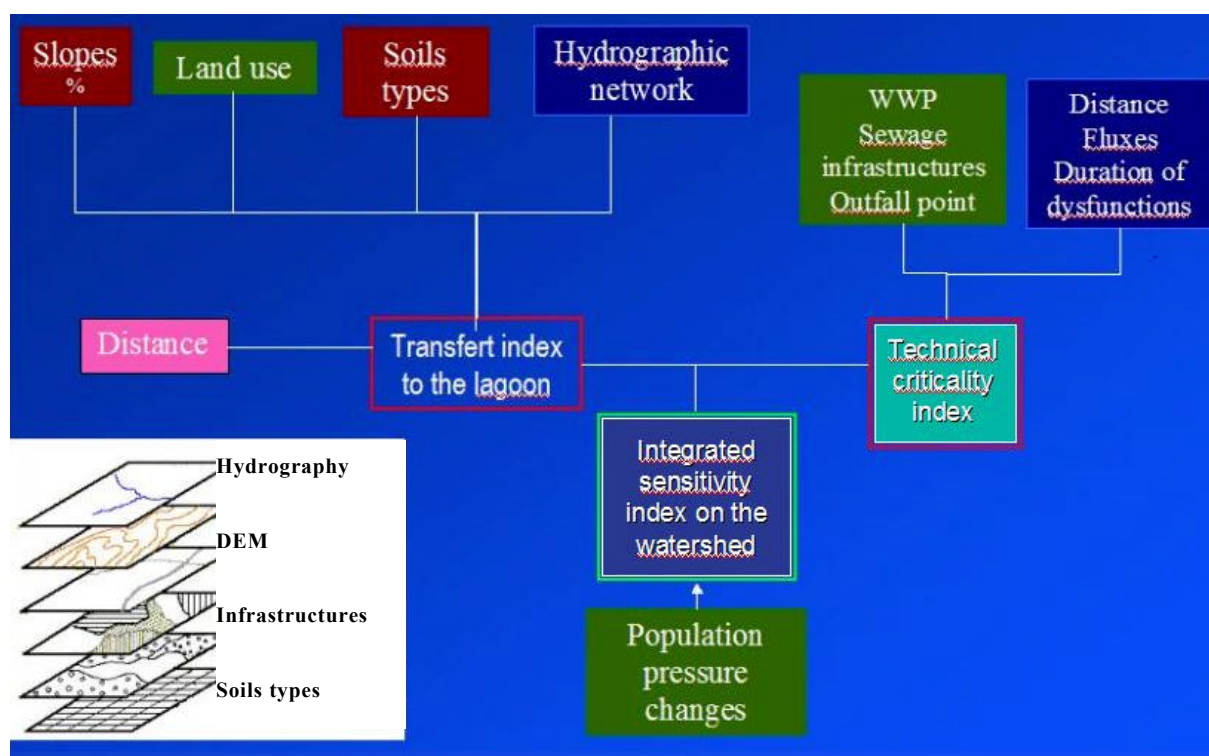 Slopes
%
Land use
Soils
types
Hydrographic
network
WWP
Sewage
infrastructures
Outfall point
Distance
Fluxes
Duration of
dysfunctions
Distance
Transfert index
to the lagoon
Technical
criticality
index
Integrated
sensitivity
index on the
watershed
Population
pressure
changes
Hydrography
DEM
Infrastructures
Soils types